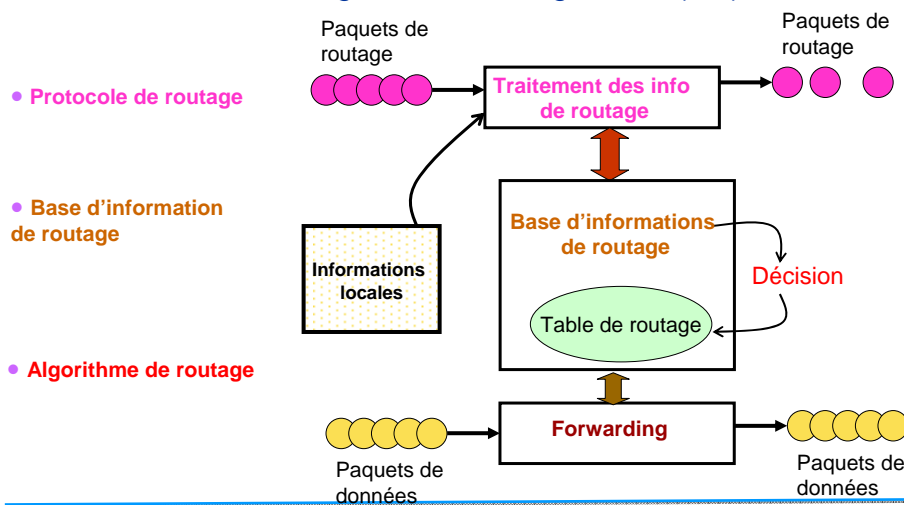 Paquets de
routage
Paquets de
routage
• Protocole de routage
Traitement des info
de routage
• Base d'information
de routage
Base d'informations
de routage
Informations
locales
Décision
Table de routage
• Algorithme de routage
Forwarding
Paquets de
données
Paquets de
données